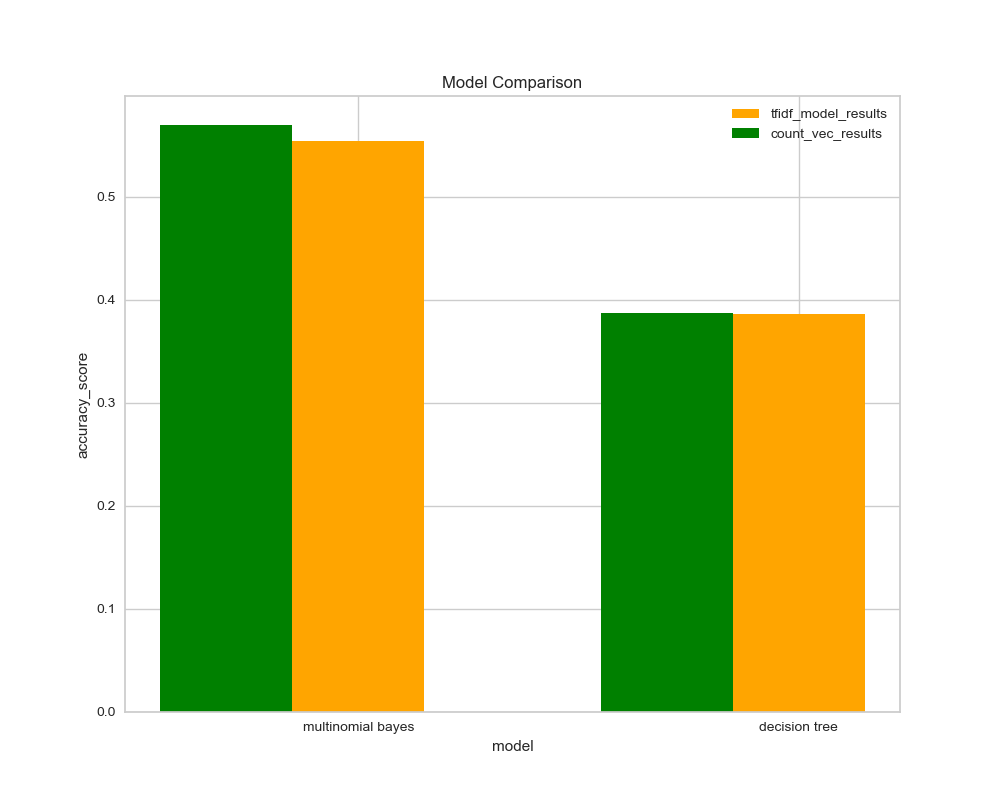 Model Comparison
tfidf_model_results
count_vec_results
accuracy_score
0.5
0.4
0.3
0.2
0.1
0.0
multinomial bayes
decision tree
model